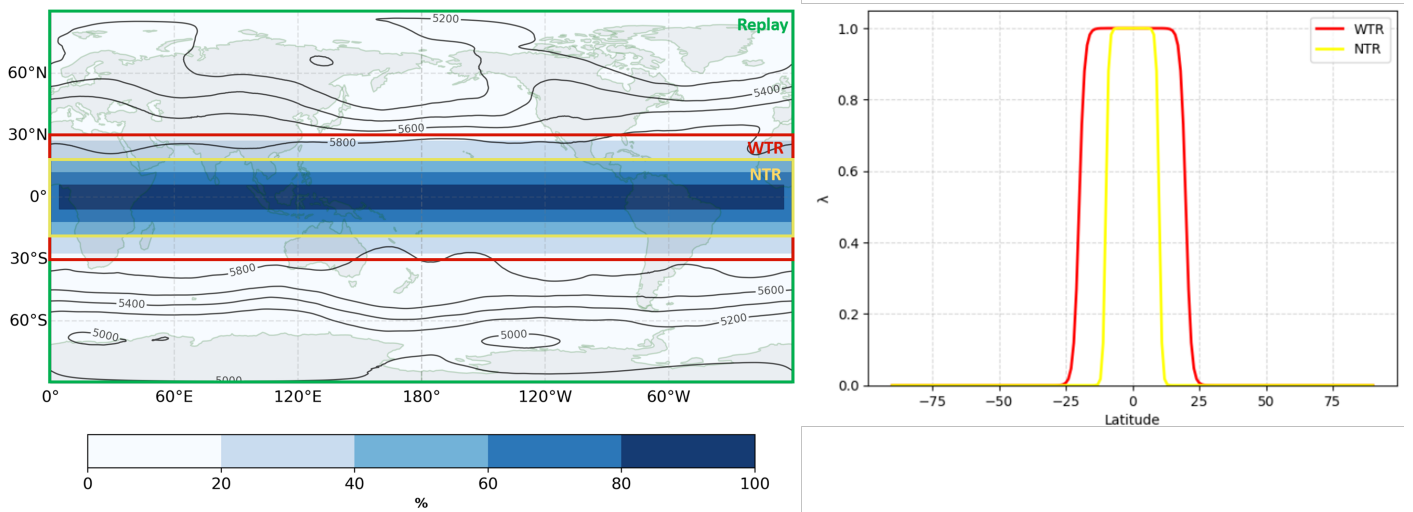 5200
Replay
60°N
5400
5600
30°N
5800
WTR
NTR
0°
30°S
5800
5600
5400
5200
60°S
5000
5000
5000
0°
60°E
120°E
180°
120°W
60°W
0
20
40
60
80
100
%
1.0
0.8
0.6
0.4
0.2
0.0
λ
−75
−50
−25
0
25
50
75
Latitude
WTR
NTR